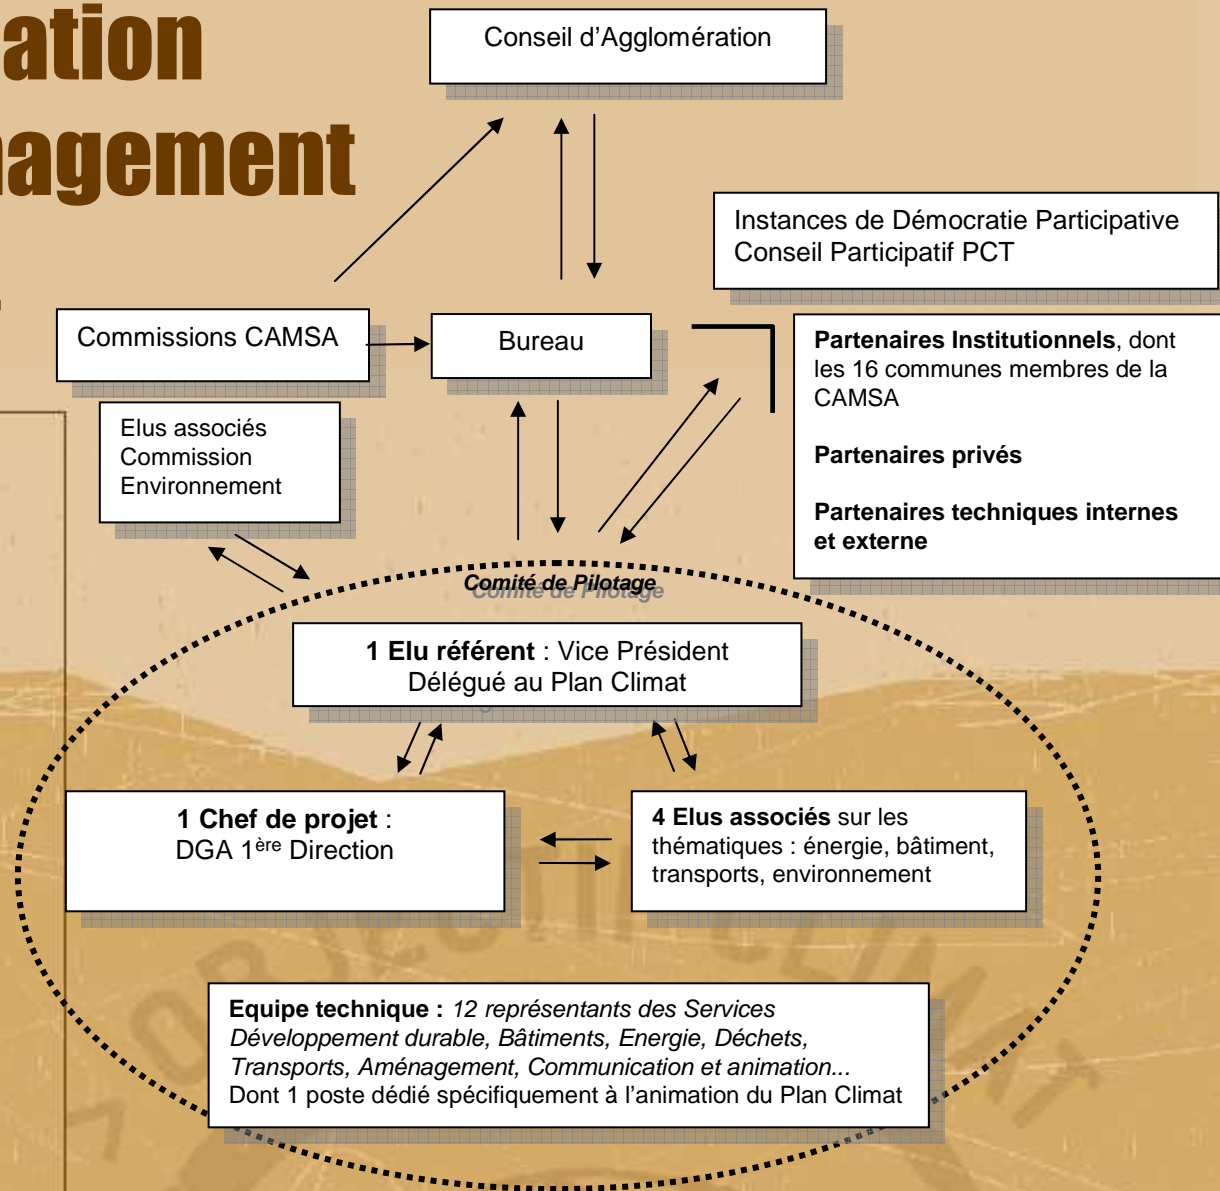 ation
nagement
Conseil d’Agglomération
Instances de Démocratie Participative
Conseil Participatif PCT
Commissions CAMSA
Bureau
Partenaires Institutionnels, dont
les 16 communes membres de la
CAMSA
Partenaires privés
Partenaires techniques internes
et externe
Elus associés
Commission
Environnement
Comité de Pilotage
1 Elu référent : Vice Président
Délégué au Plan Climat
1 Chef de projet :
DGA 1ère Direction
4 Elus associés sur les
thématiques : énergie, bâtiment,
transports, environnement
Equipe technique : 12 représentants des Services
Développement durable, Bâtiments, Energie, Déchets,
Transports, Aménagement, Communication et animation...
Dont 1 poste dédié spécifiquement à l’animation du Plan Climat
OBJECTIF CLIMAT